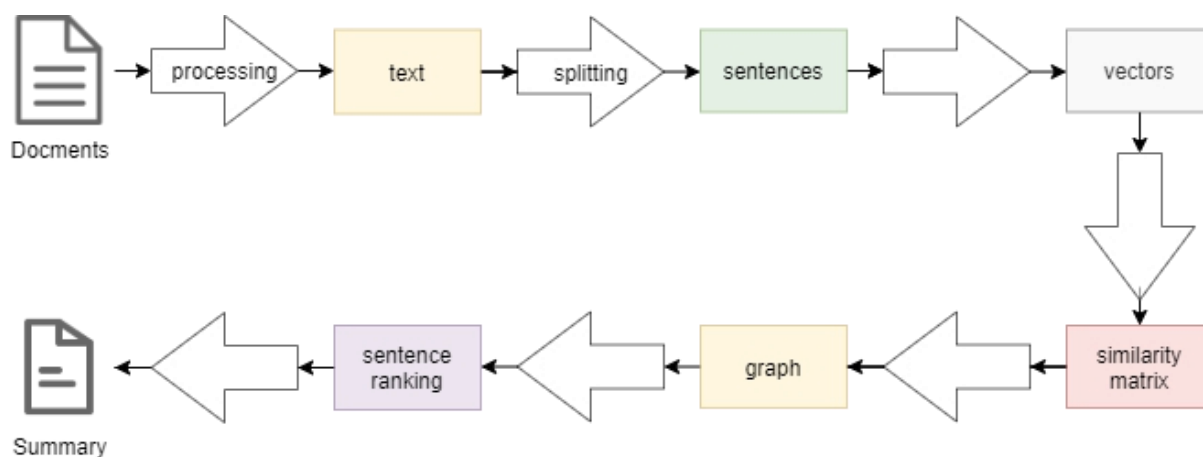 processing
text
splitting
sentences
vectors
Docments
similarity
matrix
graph
sentence
ranking
Summary